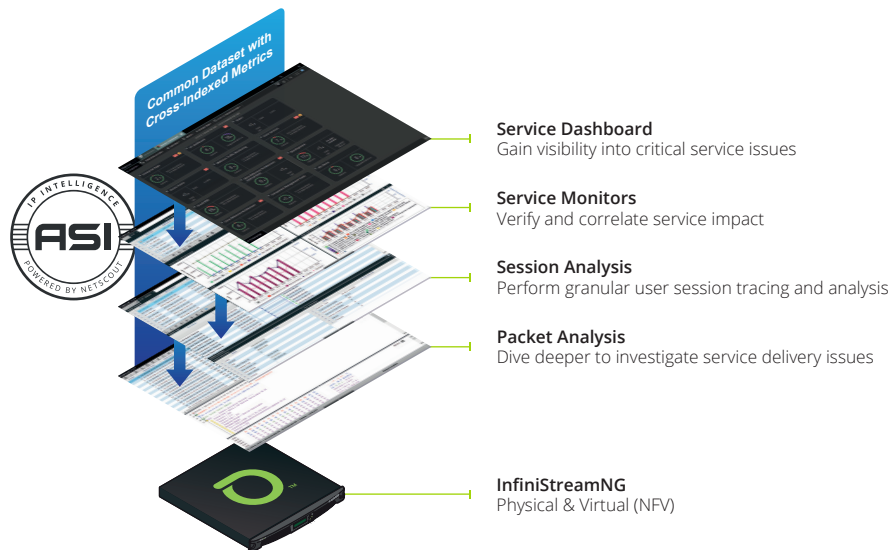 Common Dataset with
Cross-Indexed Metrics
IP INTELLIGENCE
ASI
POWERED BY NETSCOUT
Service Dashboard
Gain visibility into critical service issues
Service Monitors
Verify and correlate service impact
Session Analysis
Perform granular user session tracing and analysis
Packet Analysis
Dive deeper to investigate service delivery issues
TM
InfiniStreamNG
Physical & Virtual (NFV)